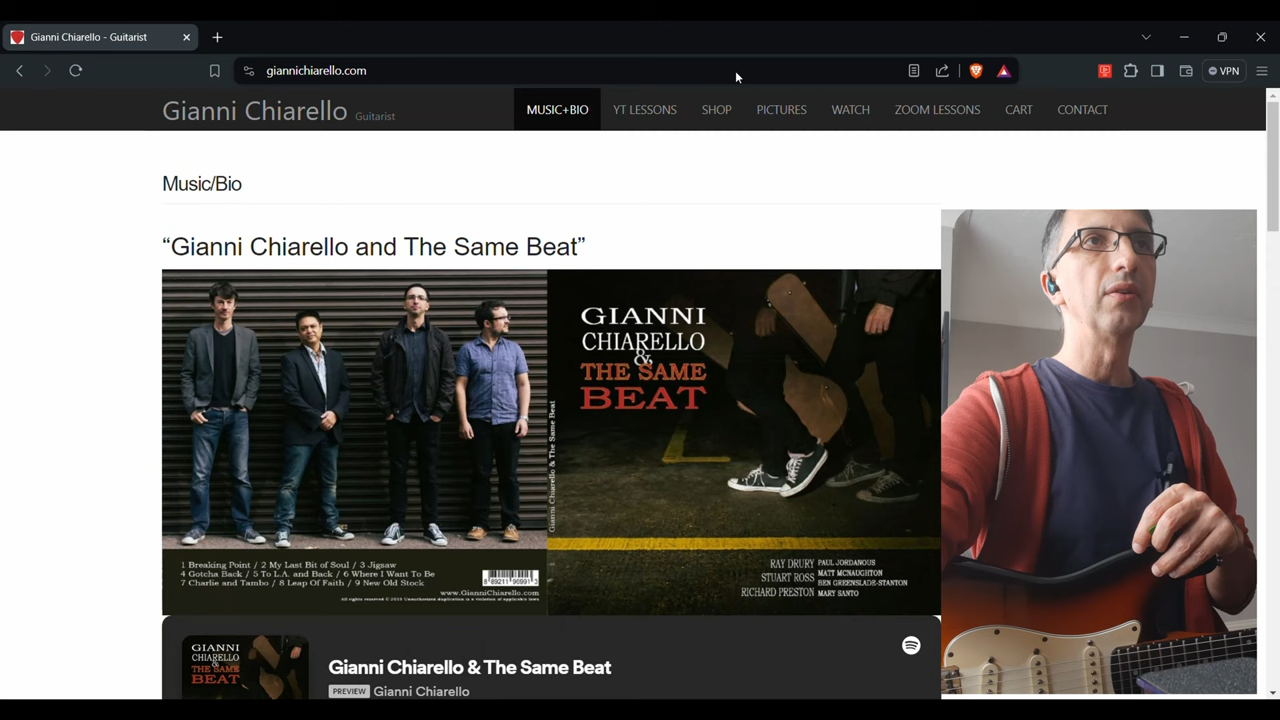 Gianni Chiarello - Guitarist
giannichiarello.com
VPN
Gianni Chiarello Guitarist
MUSIC+BIO YT LESSONS SHOP PICTURES WATCH ZOOM LESSONS CART CONTACT
Music/Bio
“Gianni Chiarello and The Same Beat”
GIANNI
CHIARELLO
&
THE SAME
BEAT
Gianni Chiarello & The Same Beat
1 Breaking Point / 2 My Last Bit of Soul / 3 Jigsaw
4 Gotcha Back / 5 To L.A. and Back / 6 Where I Want To Be
7 Charlie and Tambo / 8 Leap Of Faith / 9 New Old Stock
www.GianniChiarello.com
RAY DRURY PAUL JORDANOUS
STUART ROSS MATT MCNAUGHTON
BEN GREENSLADE-STANTON
RICHARD PRESTON MARY SANTO
GIANNI
CHIARELLO
THE SAME
BEAT
Gianni Chiarello & The Same Beat
PREVIEW Gianni Chiarello